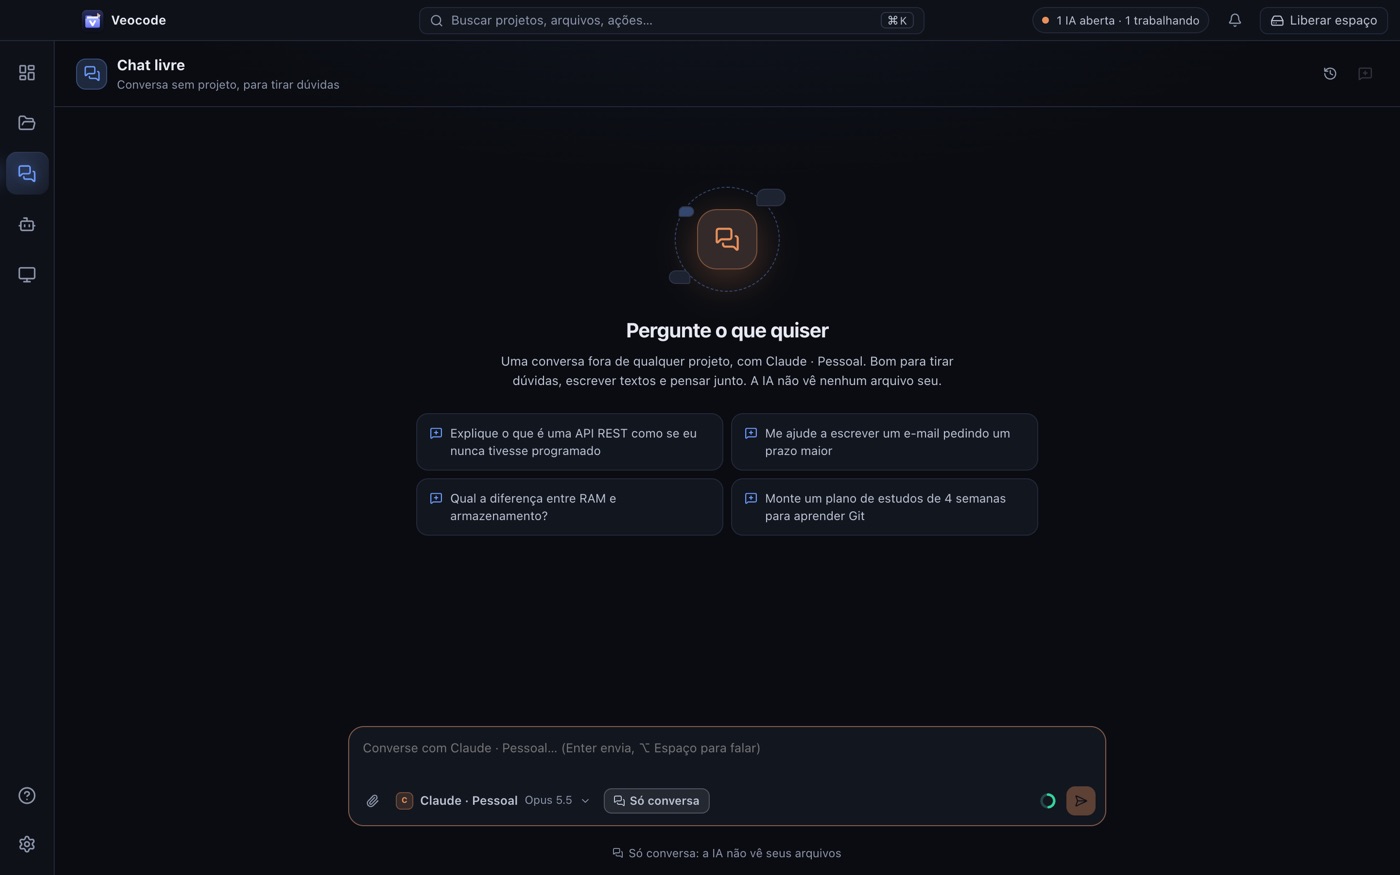 Veocode
Buscar projetos, arquivos, ações...
⌘K
1 IA aberta · 1 trabalhando
Liberar espaço
Chat livre
Conversa sem projeto, para tirar dúvidas
Pergunte o que quiser
Uma conversa fora de qualquer projeto, com Claude · Pessoal. Bom para tirar
dúvidas, escrever textos e pensar junto. A IA não vê nenhum arquivo seu.
Explique o que é uma API REST como se eu
nunca tivesse programado
Me ajude a escrever um e-mail pedindo um
prazo maior
Qual a diferença entre RAM e
armazenamento?
Monte um plano de estudos de 4 semanas
para aprender Git
Converse com Claude · Pessoal... (Enter envia, ⌥ Espaço para falar)
C
Claude · Pessoal
Opus 5.5
Só conversa
Só conversa: a IA não vê seus arquivos